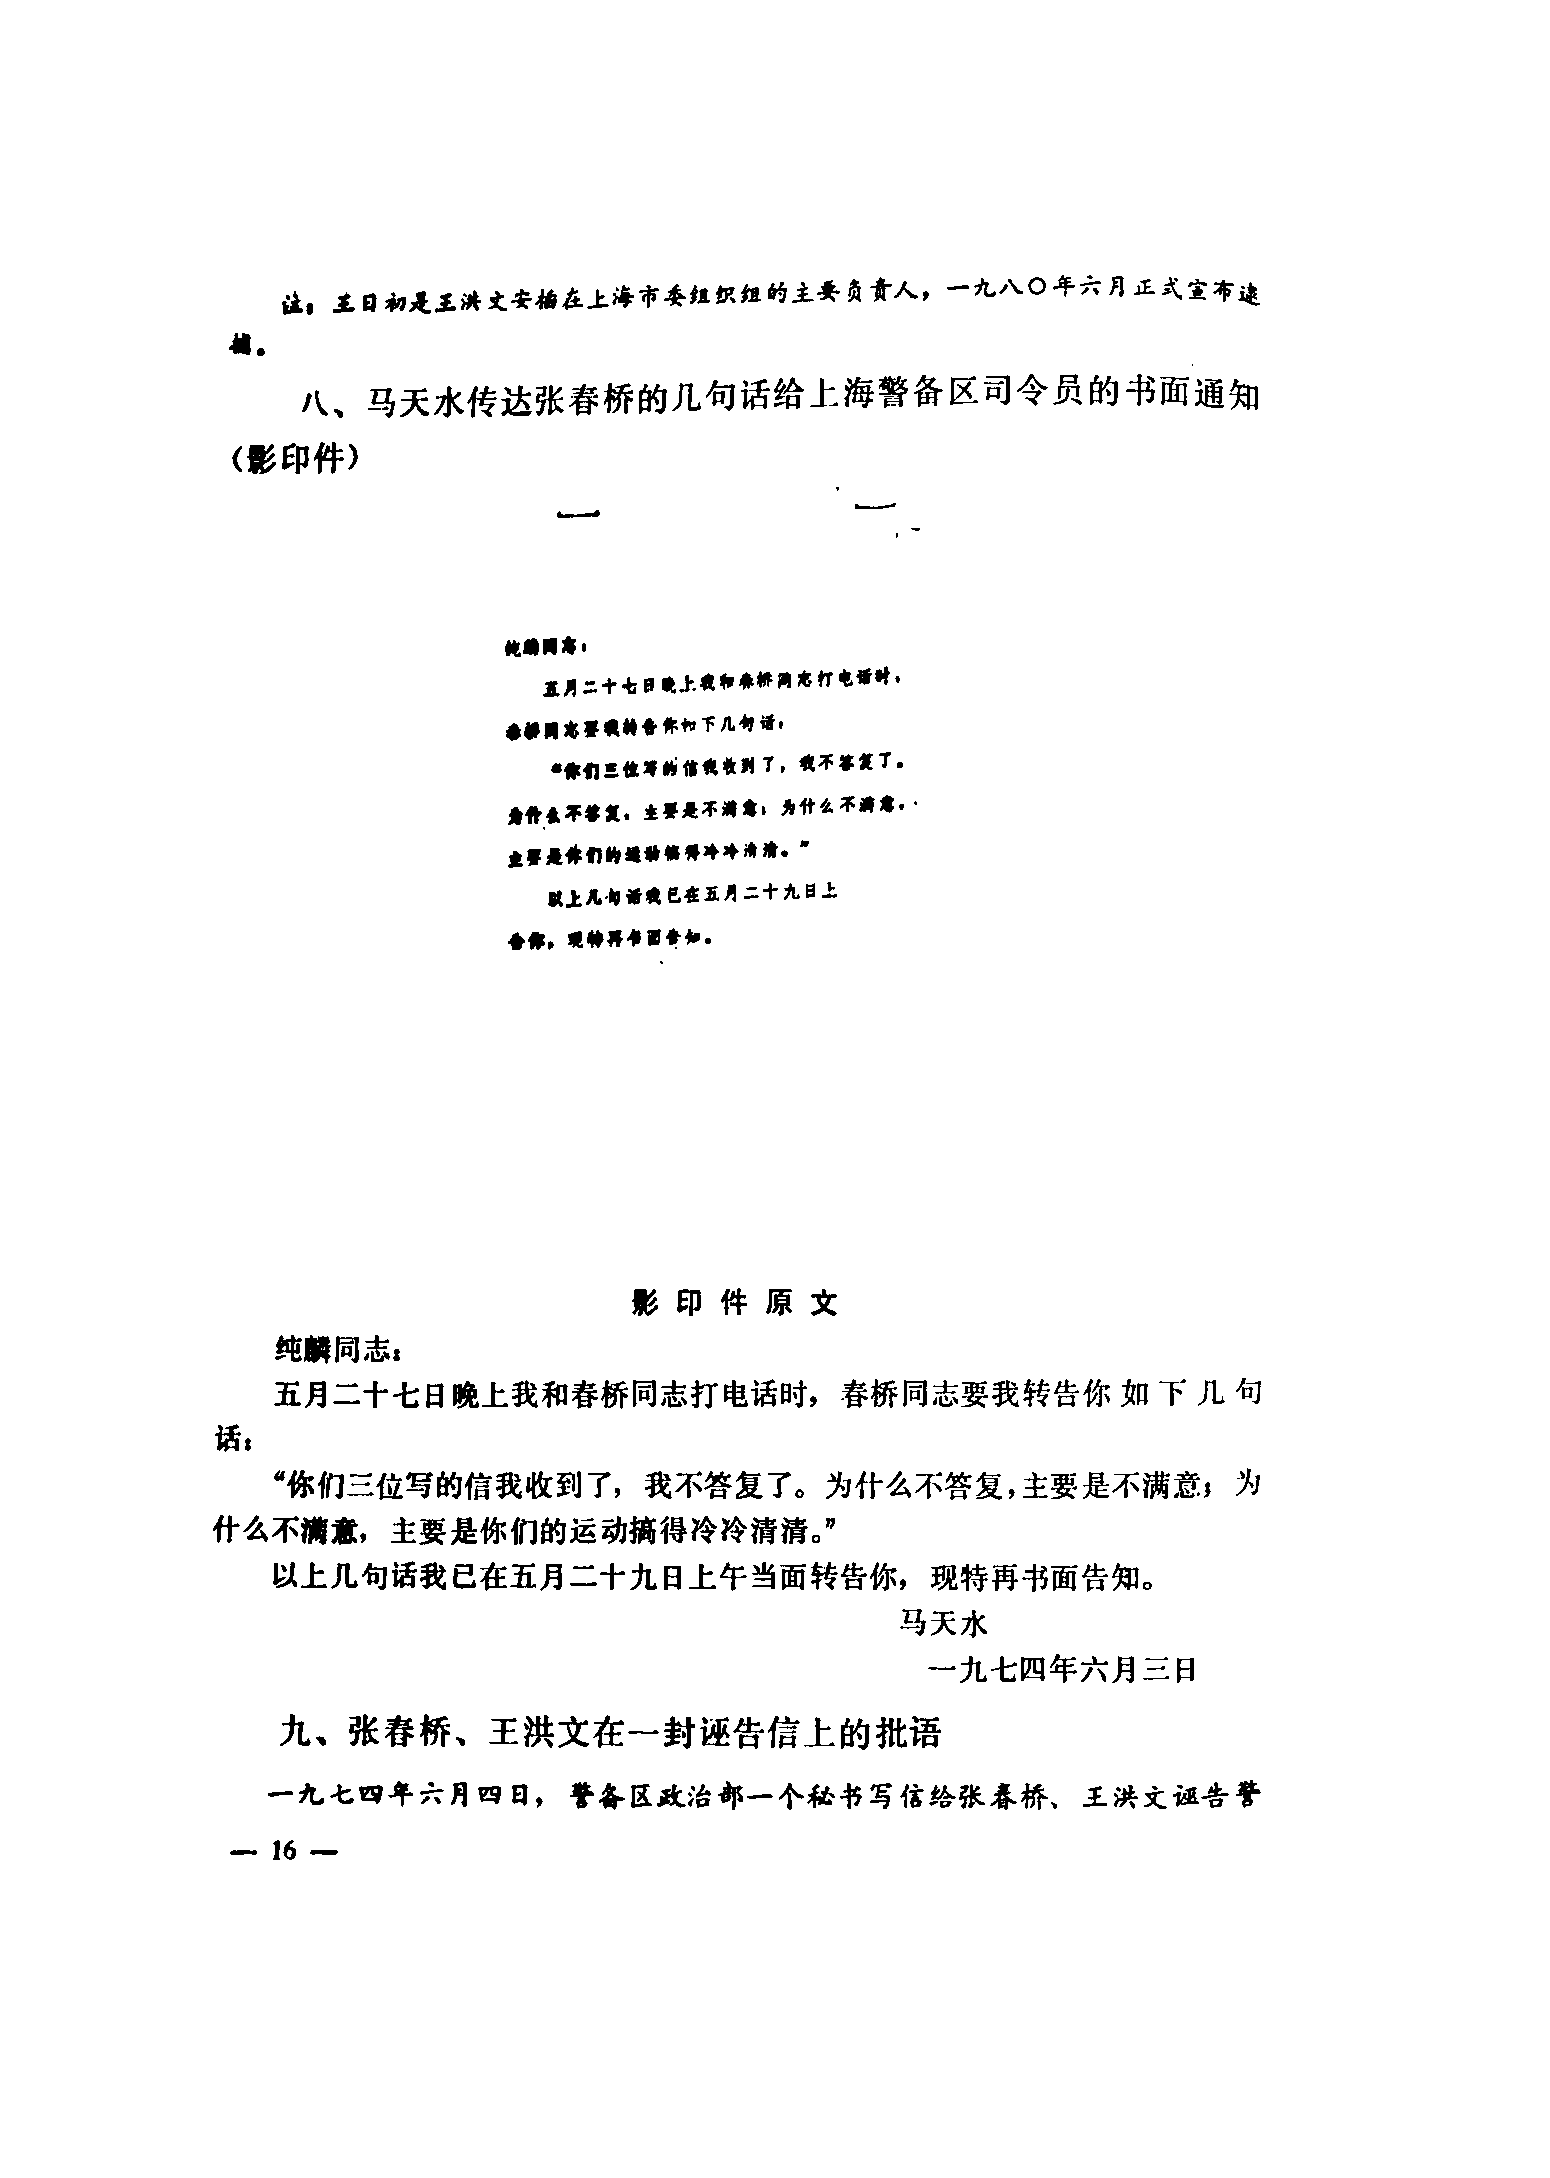 注：王日初是王洪文安插在上海市委组织组的主要负责人，一九八〇年六月正式宣布逮
捕。
八、马天水传达张春桥的几句话给上海警备区司令员的书面通知
（影印件）
纯麟同志：
五月二十七日晚上我和春桥同志打电话时，
春桥同志要我转告你如下几句话：
“你们三位写的信我收到了，我不答复了。
为什么不答复，主要是不满意；为什么不满意，
主要是你们的运动搞得冷冷清清。”
以上几句话我已在五月二十九日上
告你，现特再书面告知。
影印件原文
纯麟同志：
五月二十七日晚上我和春桥同志打电话时，春桥同志要我转告你如下几句
话：
“你们三位写的信我收到了，我不答复了。为什么不答复，主要是不满意；为
什么不满意，主要是你们的运动搞得冷冷清清。”
以上几句话我已在五月二十九日上午当面转告你，现特再书面告知。
马天水
一九七四年六月三日
九、张春桥、王洪文在一封诬告信上的批语
一九七四年六月四日，警备区政治部一个秘书写信给张春桥、王洪文诬告警
— 16 —